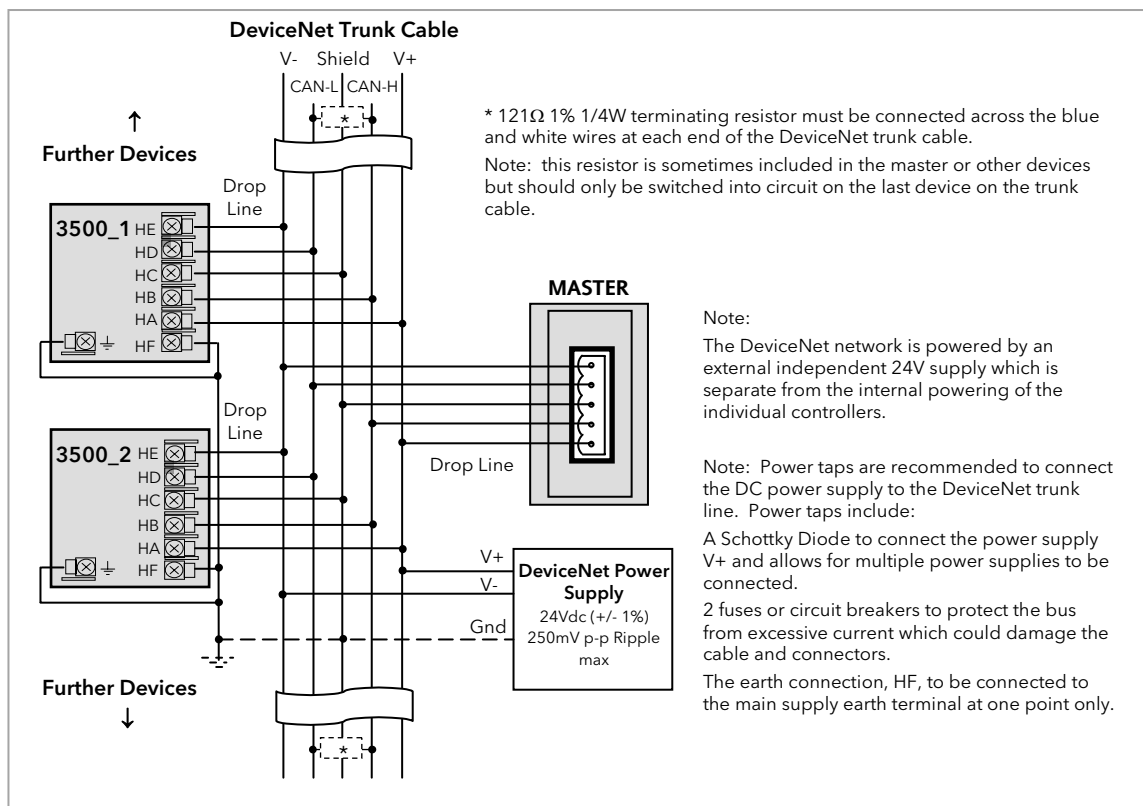 DeviceNet Trunk Cable
V- Shield V+
CAN-L CAN-H
*
* 121Ω 1% 1/4W terminating resistor must be connected across the blue
and white wires at each end of the DeviceNet trunk cable.
Note: this resistor is sometimes included in the master or other devices
but should only be switched into circuit on the last device on the trunk
cable.
↑
Further Devices
Drop
Line
3500_1 HE
HD
HC
HB
HA
HF
MASTER
Drop Line
Note:
The DeviceNet network is powered by an
external independent 24V supply which is
separate from the internal powering of the
individual controllers.
Drop
Line
3500_2 HE
HD
HC
HB
HA
HF
Note: Power taps are recommended to connect
the DC power supply to the DeviceNet trunk
line. Power taps include:
A Schottky Diode to connect the power supply
V+ and allows for multiple power supplies to be
connected.
2 fuses or circuit breakers to protect the bus
from excessive current which could damage the
cable and connectors.
The earth connection, HF, to be connected to
the main supply earth terminal at one point only.
V+
V-
Gnd
DeviceNet Power
Supply
24Vdc (+/- 1%)
250mV p-p Ripple
max
Further Devices
↓
*